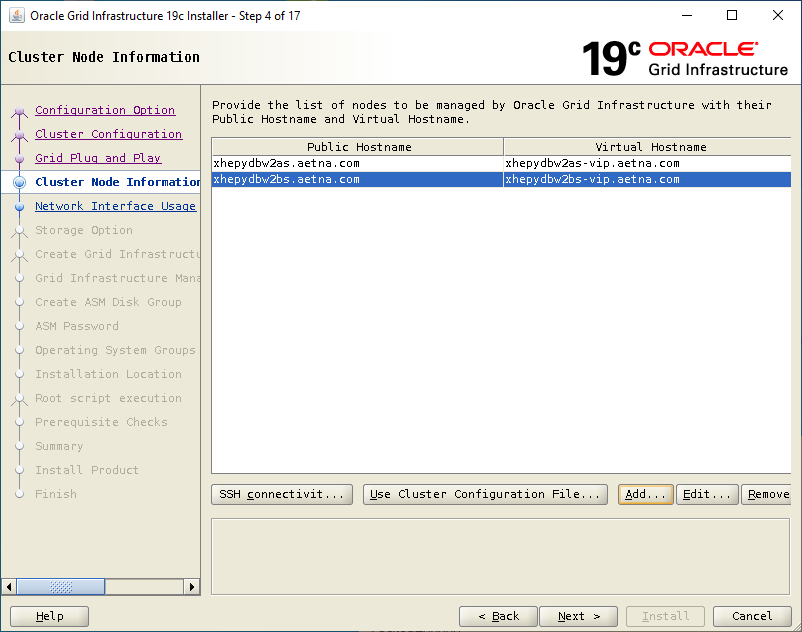 Oracle Grid Infrastructure 19c Installer - Step 4 of 17
Cluster Node Information
19c ORACLE
Grid Infrastructure
Configuration Option
Cluster Configuration
Grid Plug and Play
Cluster Node Information
Network Interface Usage
Storage Option
Create Grid Infrastructu
Grid Infrastructure Mana
Create ASM Disk Group
ASM Password
Operating System Groups
Installation Location
Root script execution
Prerequisite Checks
Summary
Install Product
Finish
Provide the list of nodes to be managed by Oracle Grid Infrastructure with their
Public Hostname and Virtual Hostname.
Public Hostname Virtual Hostname
xhepydbw2as.aetna.com xhepydbw2as-vip.aetna.com
xhepydbw2bs.aetna.com xhepydbw2bs-vip.aetna.com
SSH connectivit... Use Cluster Configuration File... Add... Edit... Remove
Help < Back Next > Install Cancel